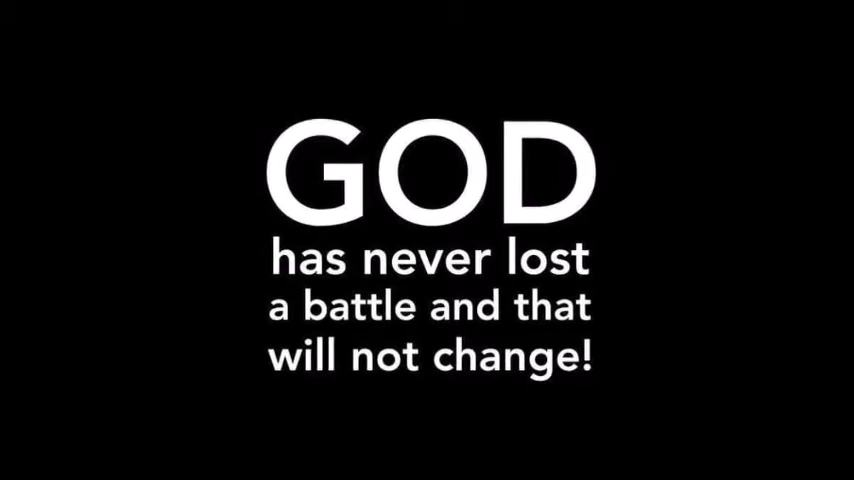 GOD
has never lost
a battle and that
will not change!